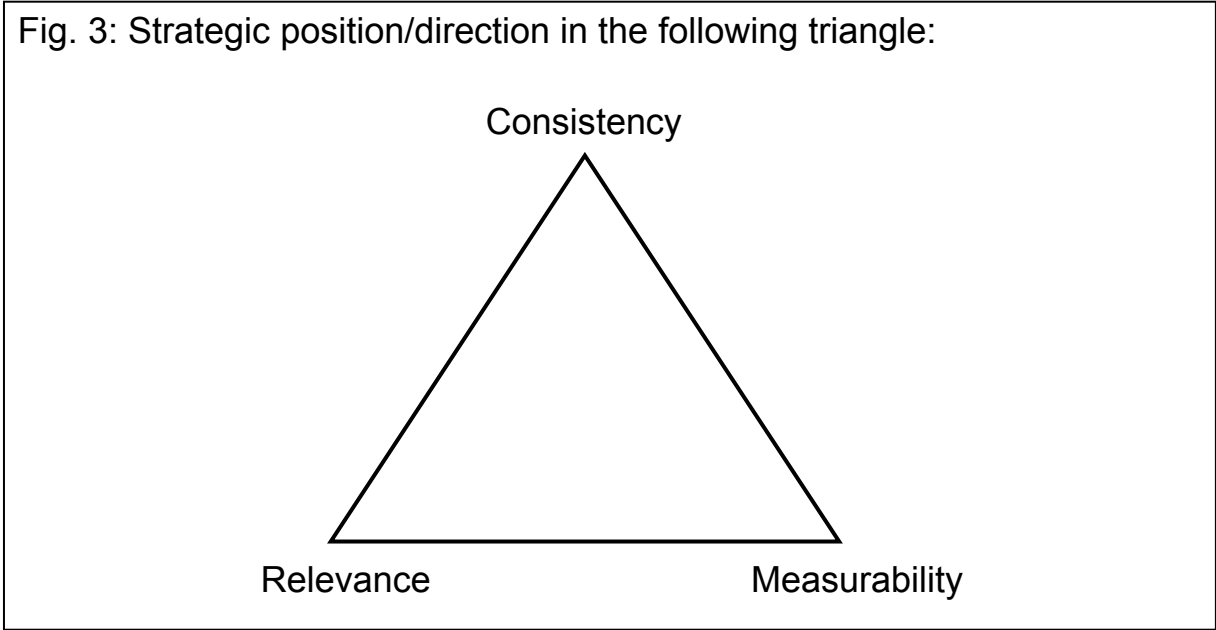 Fig. 3: Strategic position/direction in the following triangle:
Consistency
Relevance Measurability